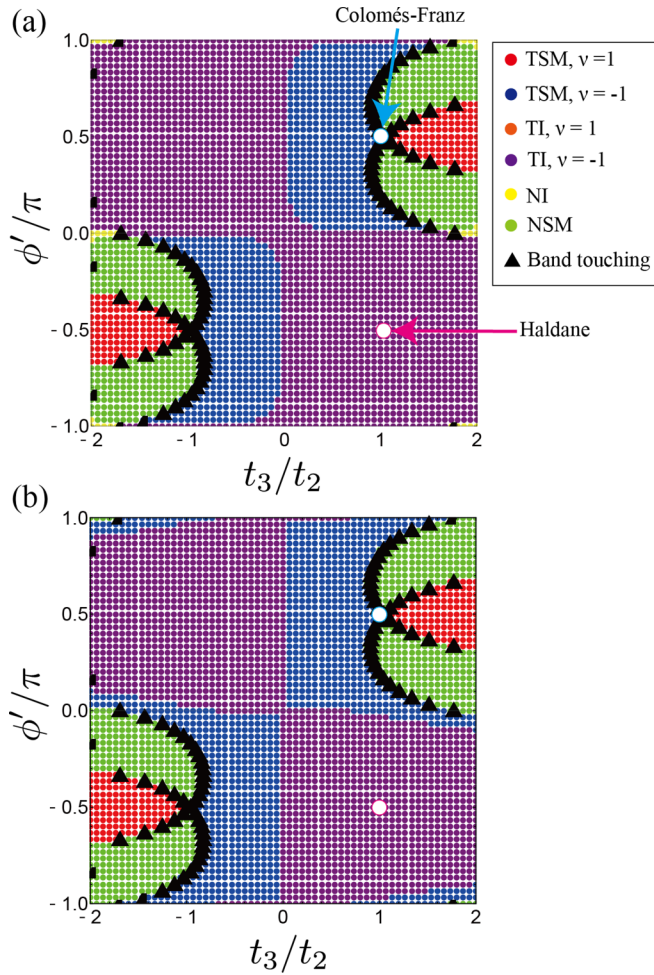 (a)
Colomés-Franz
1.0
0.5
0.0
- 0.5
- 1.0
ϕ′/π
- 2
- 1
0
1
2
t₃/t₂
TSM, ν =1
TSM, ν = -1
TI, ν = 1
TI, ν = -1
NI
NSM
Band touching
Haldane
(b)
1.0
0.5
0.0
- 0.5
- 1.0
ϕ′/π
- 2
- 1
0
1
2
t₃/t₂